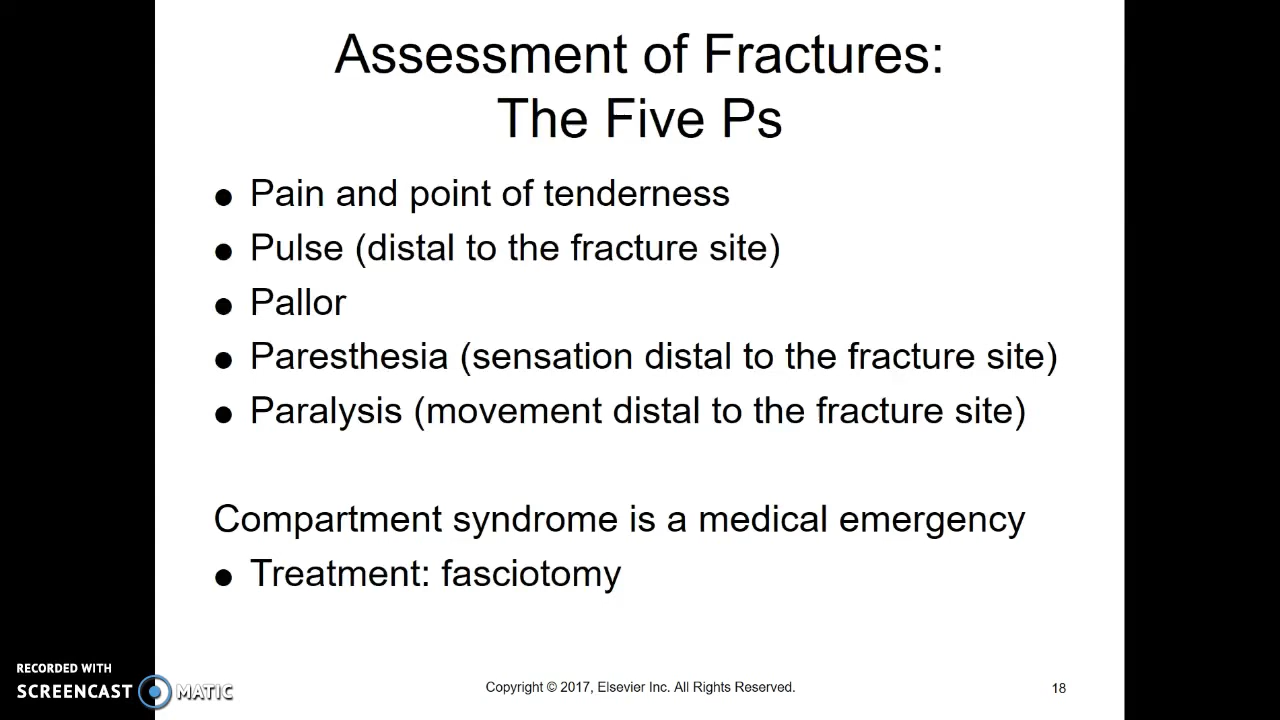 Assessment of Fractures:
The Five Ps
● Pain and point of tenderness
● Pulse (distal to the fracture site)
● Pallor
● Paresthesia (sensation distal to the fracture site)
● Paralysis (movement distal to the fracture site)
Compartment syndrome is a medical emergency
● Treatment: fasciotomy
RECORDED WITH
SCREENCAST MATIC
Copyright © 2017, Elsevier Inc. All Rights Reserved.
18